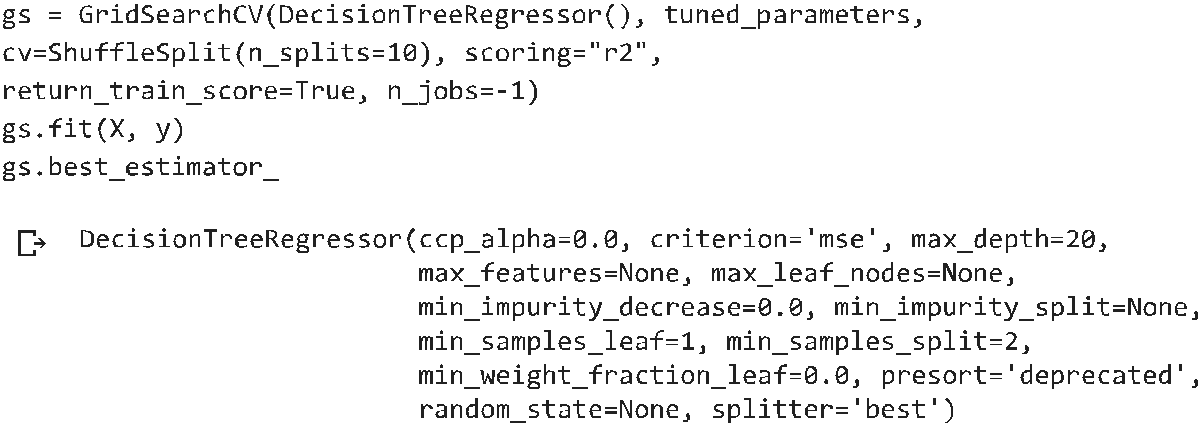 gs = GridSearchCV(DecisionTreeRegressor(), tuned_parameters,
cv=ShuffleSplit(n_splits=10), scoring="r2",
return_train_score=True, n_jobs=-1)
gs.fit(X, y)
gs.best_estimator_
DecisionTreeRegressor(ccp_alpha=0.0, criterion='mse', max_depth=20,
max_features=None, max_leaf_nodes=None,
min_impurity_decrease=0.0, min_impurity_split=None,
min_samples_leaf=1, min_samples_split=2,
min_weight_fraction_leaf=0.0, presort='deprecated',
random_state=None, splitter='best')